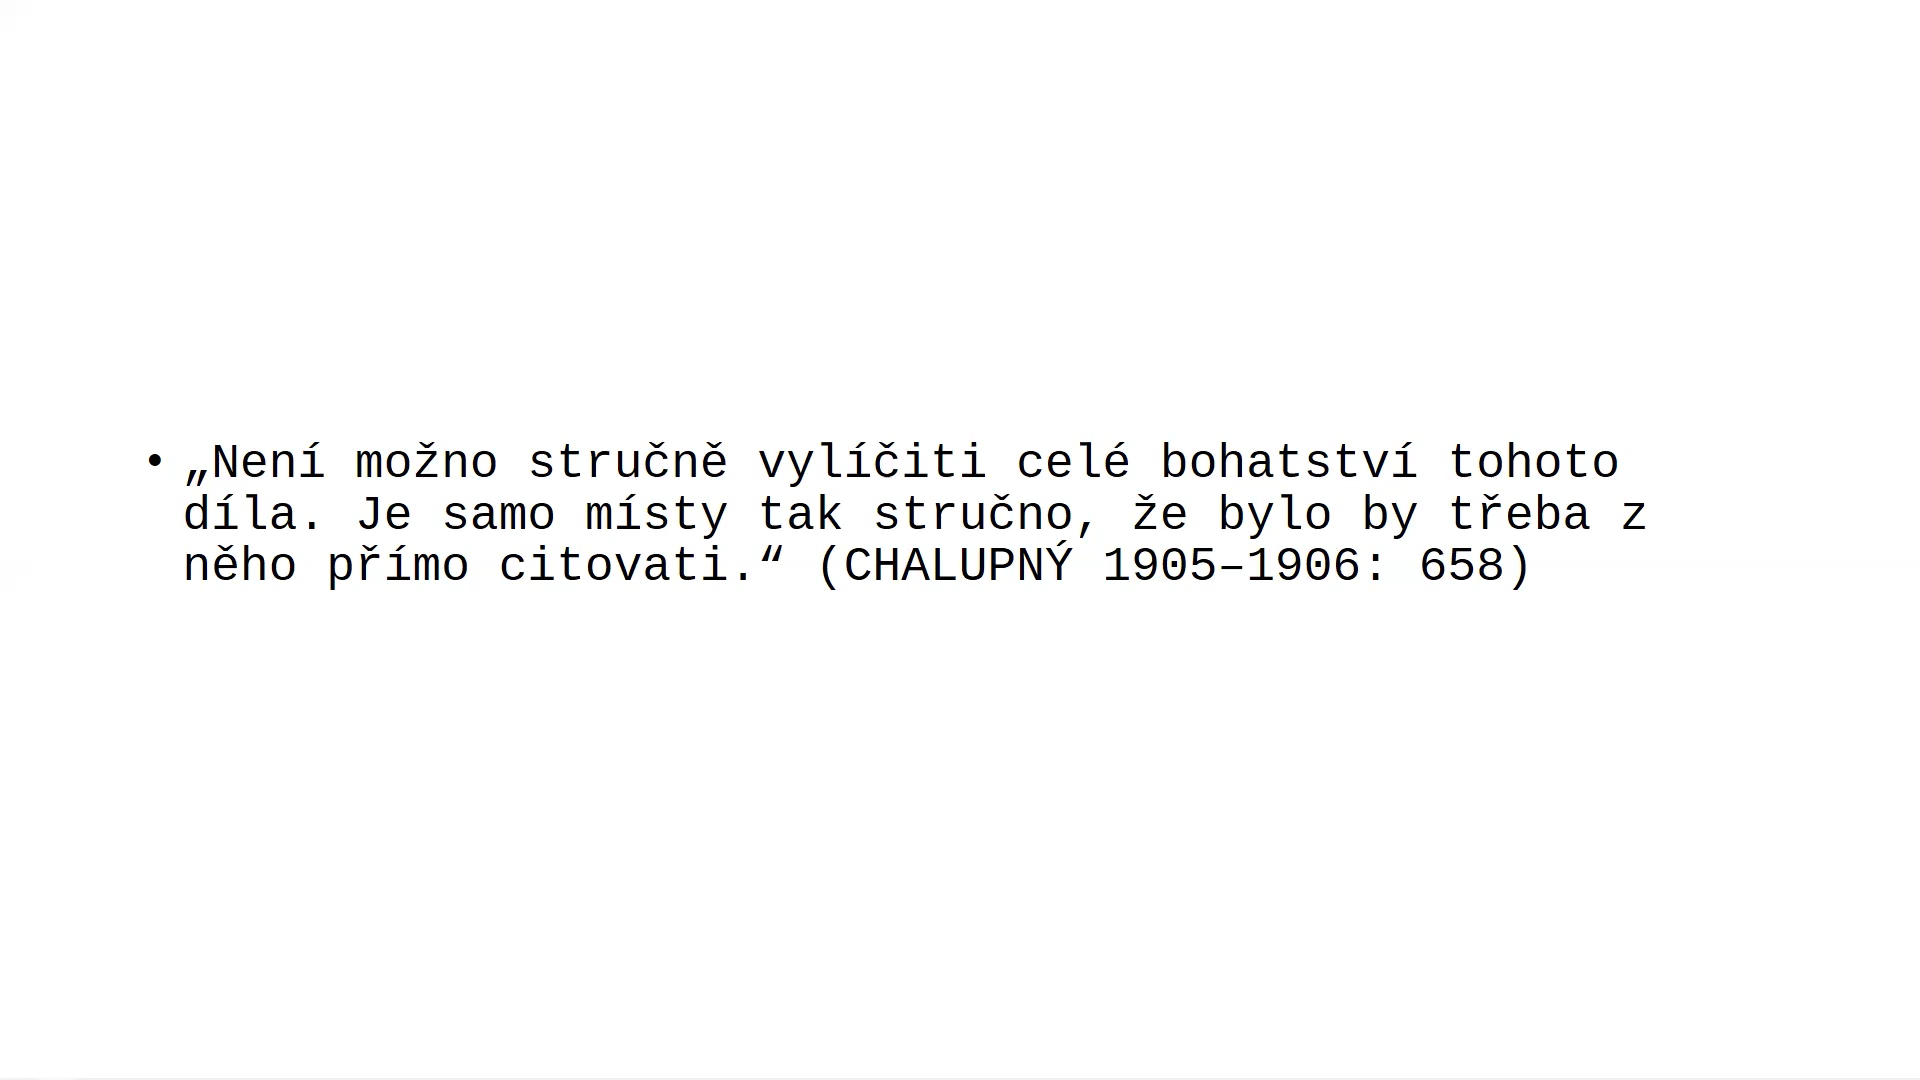 • „Není možno stručně vylíčiti celé bohatství tohoto
díla. Je samo místy tak stručno, že bylo by třeba z
něho přímo citovati.“ (CHALUPNÝ 1905–1906: 658)